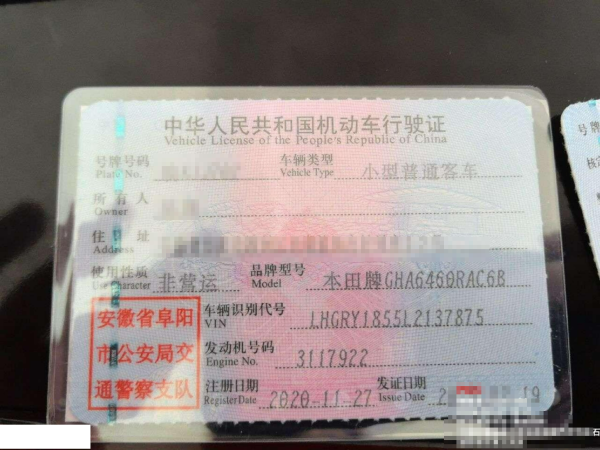 中华人民共和国机动车行驶证
Vehicle License of the People's Republic of China
号牌号码 Plate No. 车辆类型 Vehicle Type 小型普通客车
所有人 Owner
住址 Address
使用性质 Use Character 非营运 品牌型号 Model 本田牌GHA6460RAC6B
安徽省阜阳
市公安局交
通警察支队
车辆识别代号 VIN LHGRY1855L2137875
发动机号码 Engine No. 3117922
注册日期 Register Date 2020-11-27 发证日期 Issue Date 19
号牌
核定